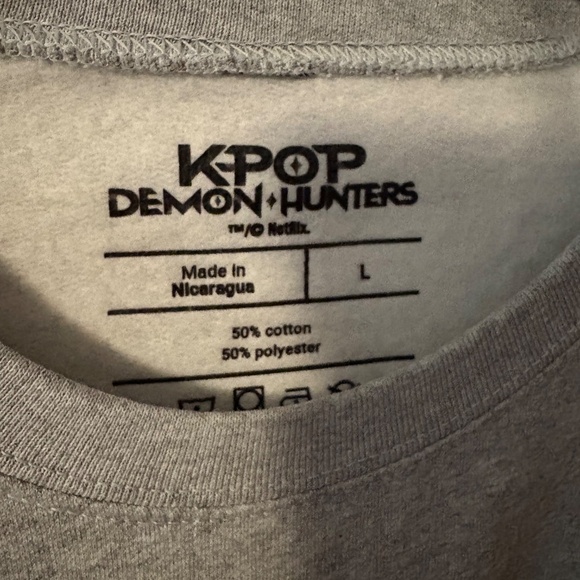 K-POP
DEMON HUNTERS
™/© Netflix.
Made in
Nicaragua
L
50% cotton
50% polyester